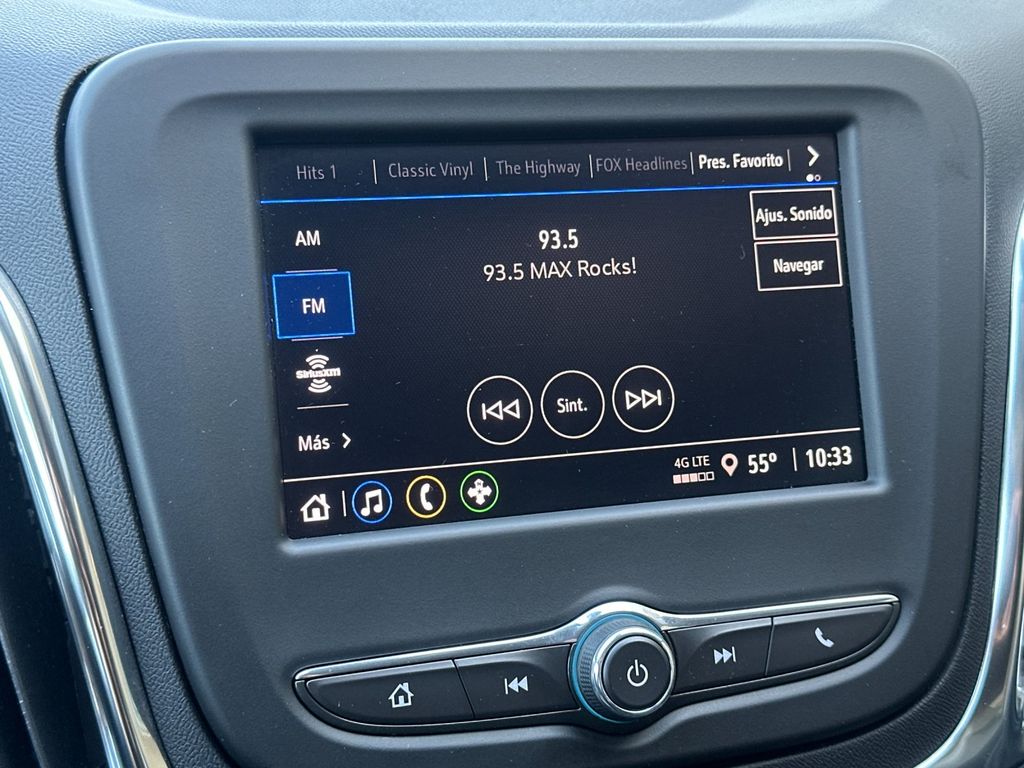 Hits 1 | Classic Vinyl | The Highway | FOX Headlines | Pres. Favorito |
AM
93.5
Ajus. Sonido
93.5 MAX Rocks!
Navegar
FM
SiriusXM
Sint.
Más
4G LTE
55° | 10:33